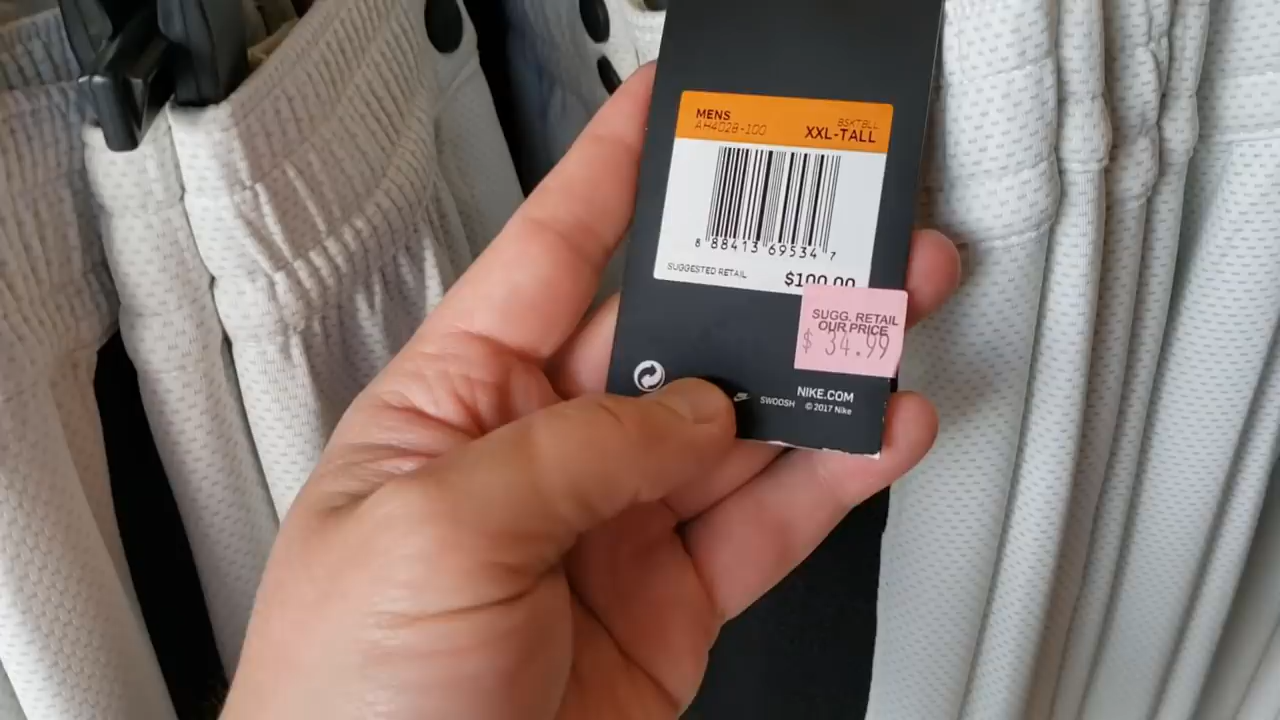 MENS
BSKTBLL
AH4028-100
XXL-TALL
8 88413 69534 7
SUGGESTED RETAIL
$100.00
SUGG. RETAIL
OUR PRICE
$ 34.99
NIKE.COM
SWOOSH © 2017 Nike